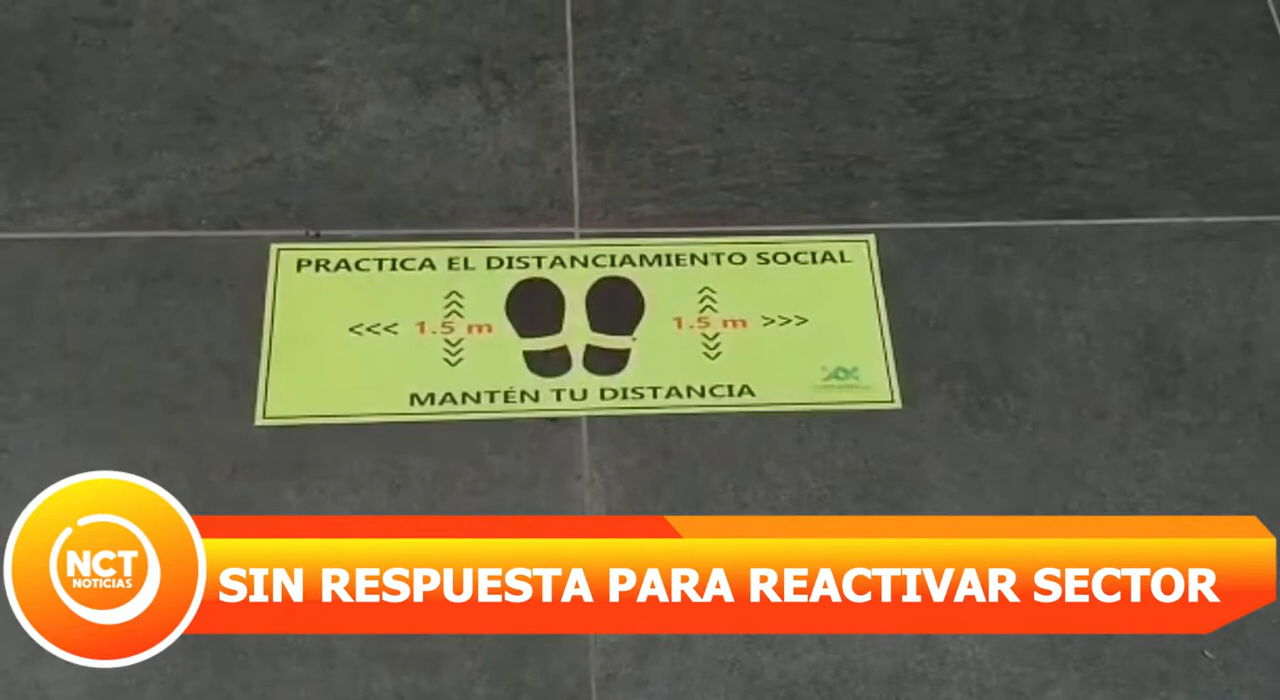 PRACTICA EL DISTANCIAMIENTO SOCIAL
<<< 1.5 m 1.5 m >>>
MANTÉN TU DISTANCIA
NCT
NOTICIAS
SIN RESPUESTA PARA REACTIVAR SECTOR